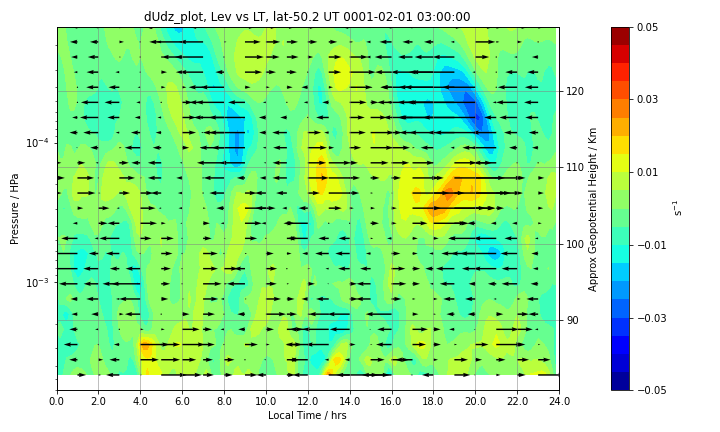 dUdz_plot, Lev vs LT, lat-50.2 UT 0001-02-01 03:00:00
Pressure / HPa
10⁻⁴
10⁻³
0.0 2.0 4.0 6.0 8.0 10.0 12.0 14.0 16.0 18.0 20.0 22.0 24.0
Local Time / hrs
120
110
100
90
Approx Geopotential Height / Km
0.05
0.03
0.01
−0.01
−0.03
−0.05
s⁻¹